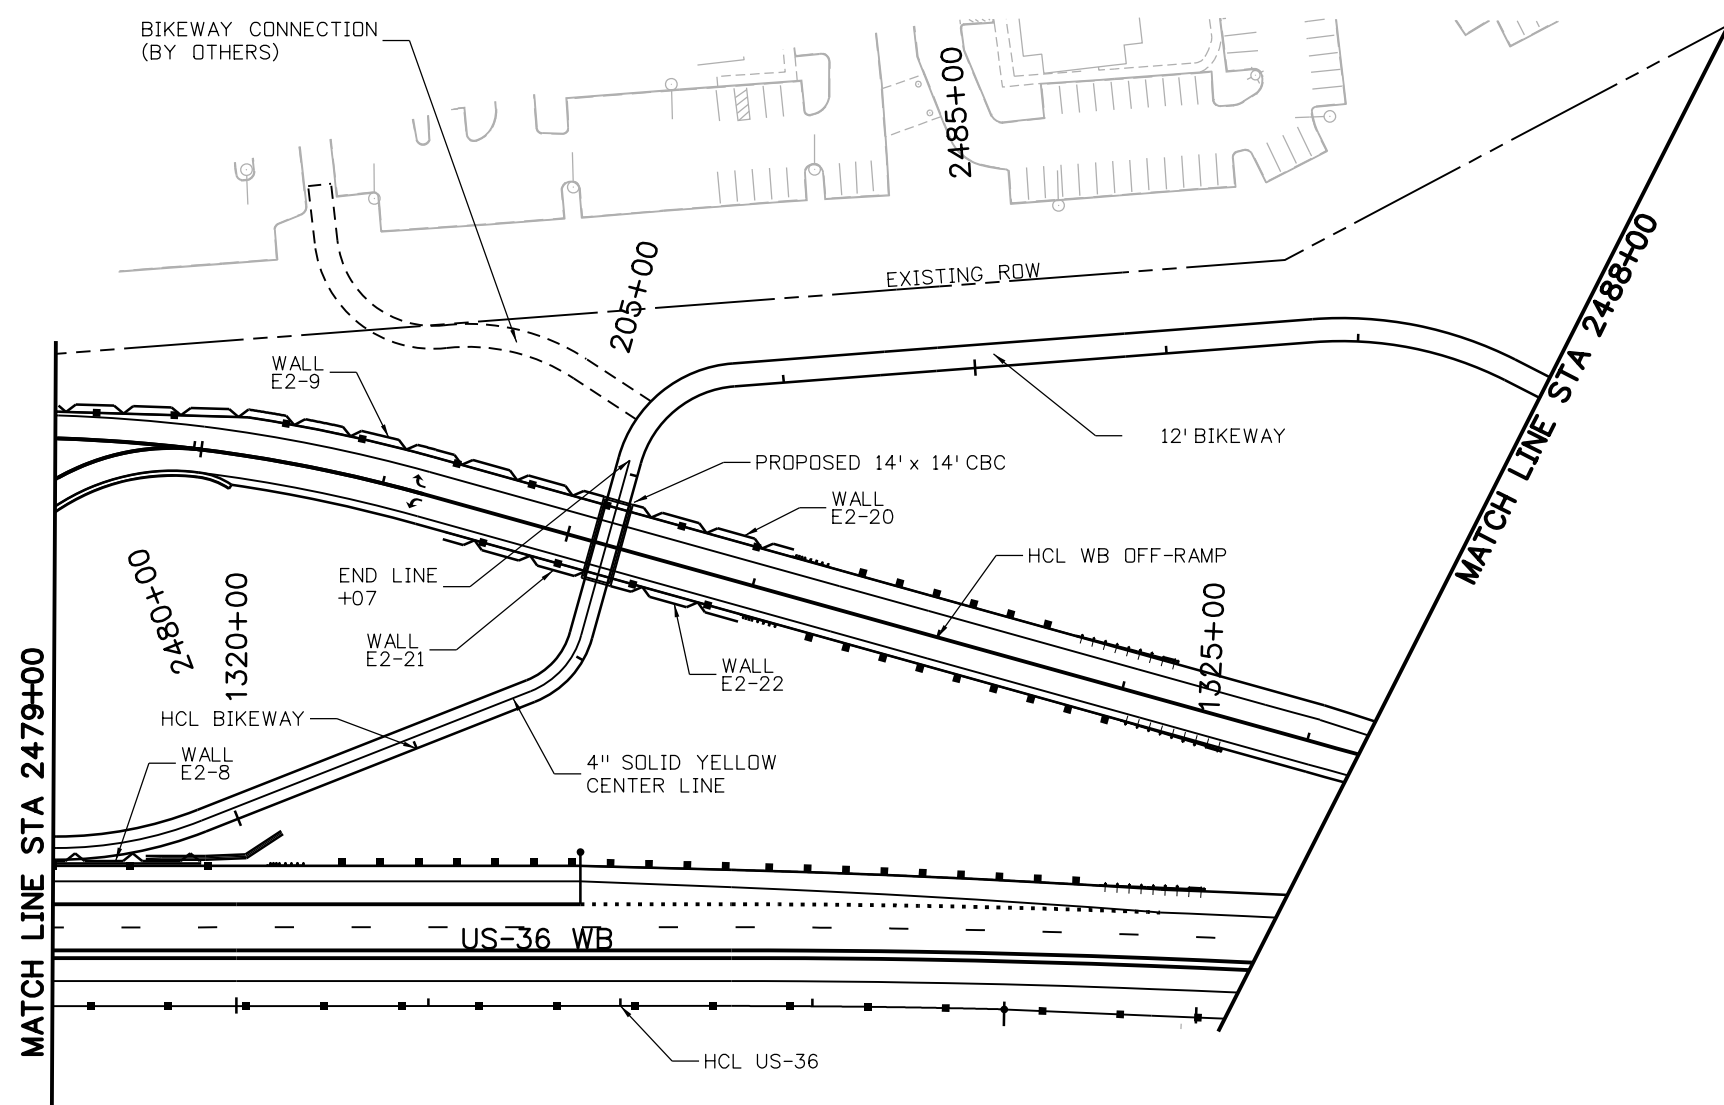 BIKEWAY CONNECTION
(BY OTHERS)
2485+00
EXISTING ROW
205+00
MATCH LINE STA 2488+00
WALL
E2-9
12' BIKEWAY
PROPOSED 14' x 14' CBC
WALL
E2-20
HCL WB OFF-RAMP
END LINE
+07
2480+00
1320+00
1325+00
WALL
E2-21
WALL
E2-22
HCL BIKEWAY
WALL
E2-8
4" SOLID YELLOW
CENTER LINE
MATCH LINE STA 2479+00
US-36 WB
HCL US-36